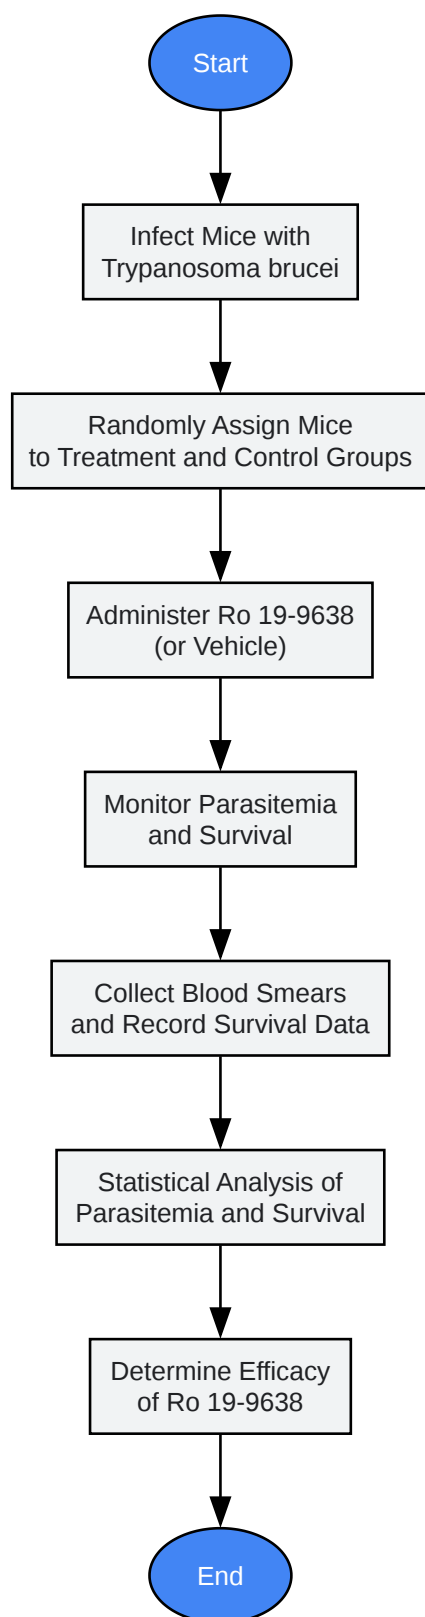 Start
Infect Mice with
Trypanosoma brucei
Randomly Assign Mice
to Treatment and Control Groups
Administer Ro 19-9638
(or Vehicle)
Monitor Parasitemia
and Survival
Collect Blood Smears
and Record Survival Data
Statistical Analysis of
Parasitemia and Survival
Determine Efficacy
of Ro 19-9638
End